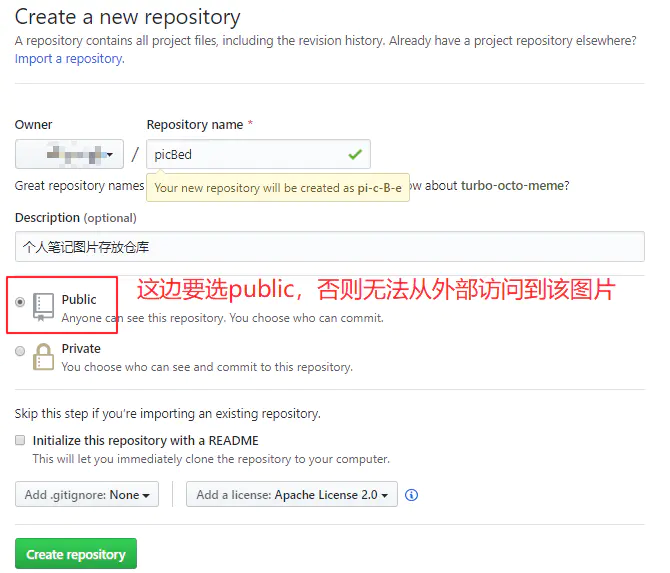 Create a new repository
A repository contains all project files, including the revision history. Already have a project repository elsewhere?
Import a repository.
Owner
Repository name *
/
picBed
Great repository names
Your new repository will be created as pi-c-B-e
ow about turbo-octo-meme?
Description (optional)
个人笔记图片存放仓库
Public
这边要选public，否则无法从外部访问到该图片
Anyone can see this repository. You choose who can commit.
Private
You choose who can see and commit to this repository.
Skip this step if you're importing an existing repository.
Initialize this repository with a README
This will let you immediately clone the repository to your computer.
Add .gitignore: None
Add a license: Apache License 2.0
Create repository